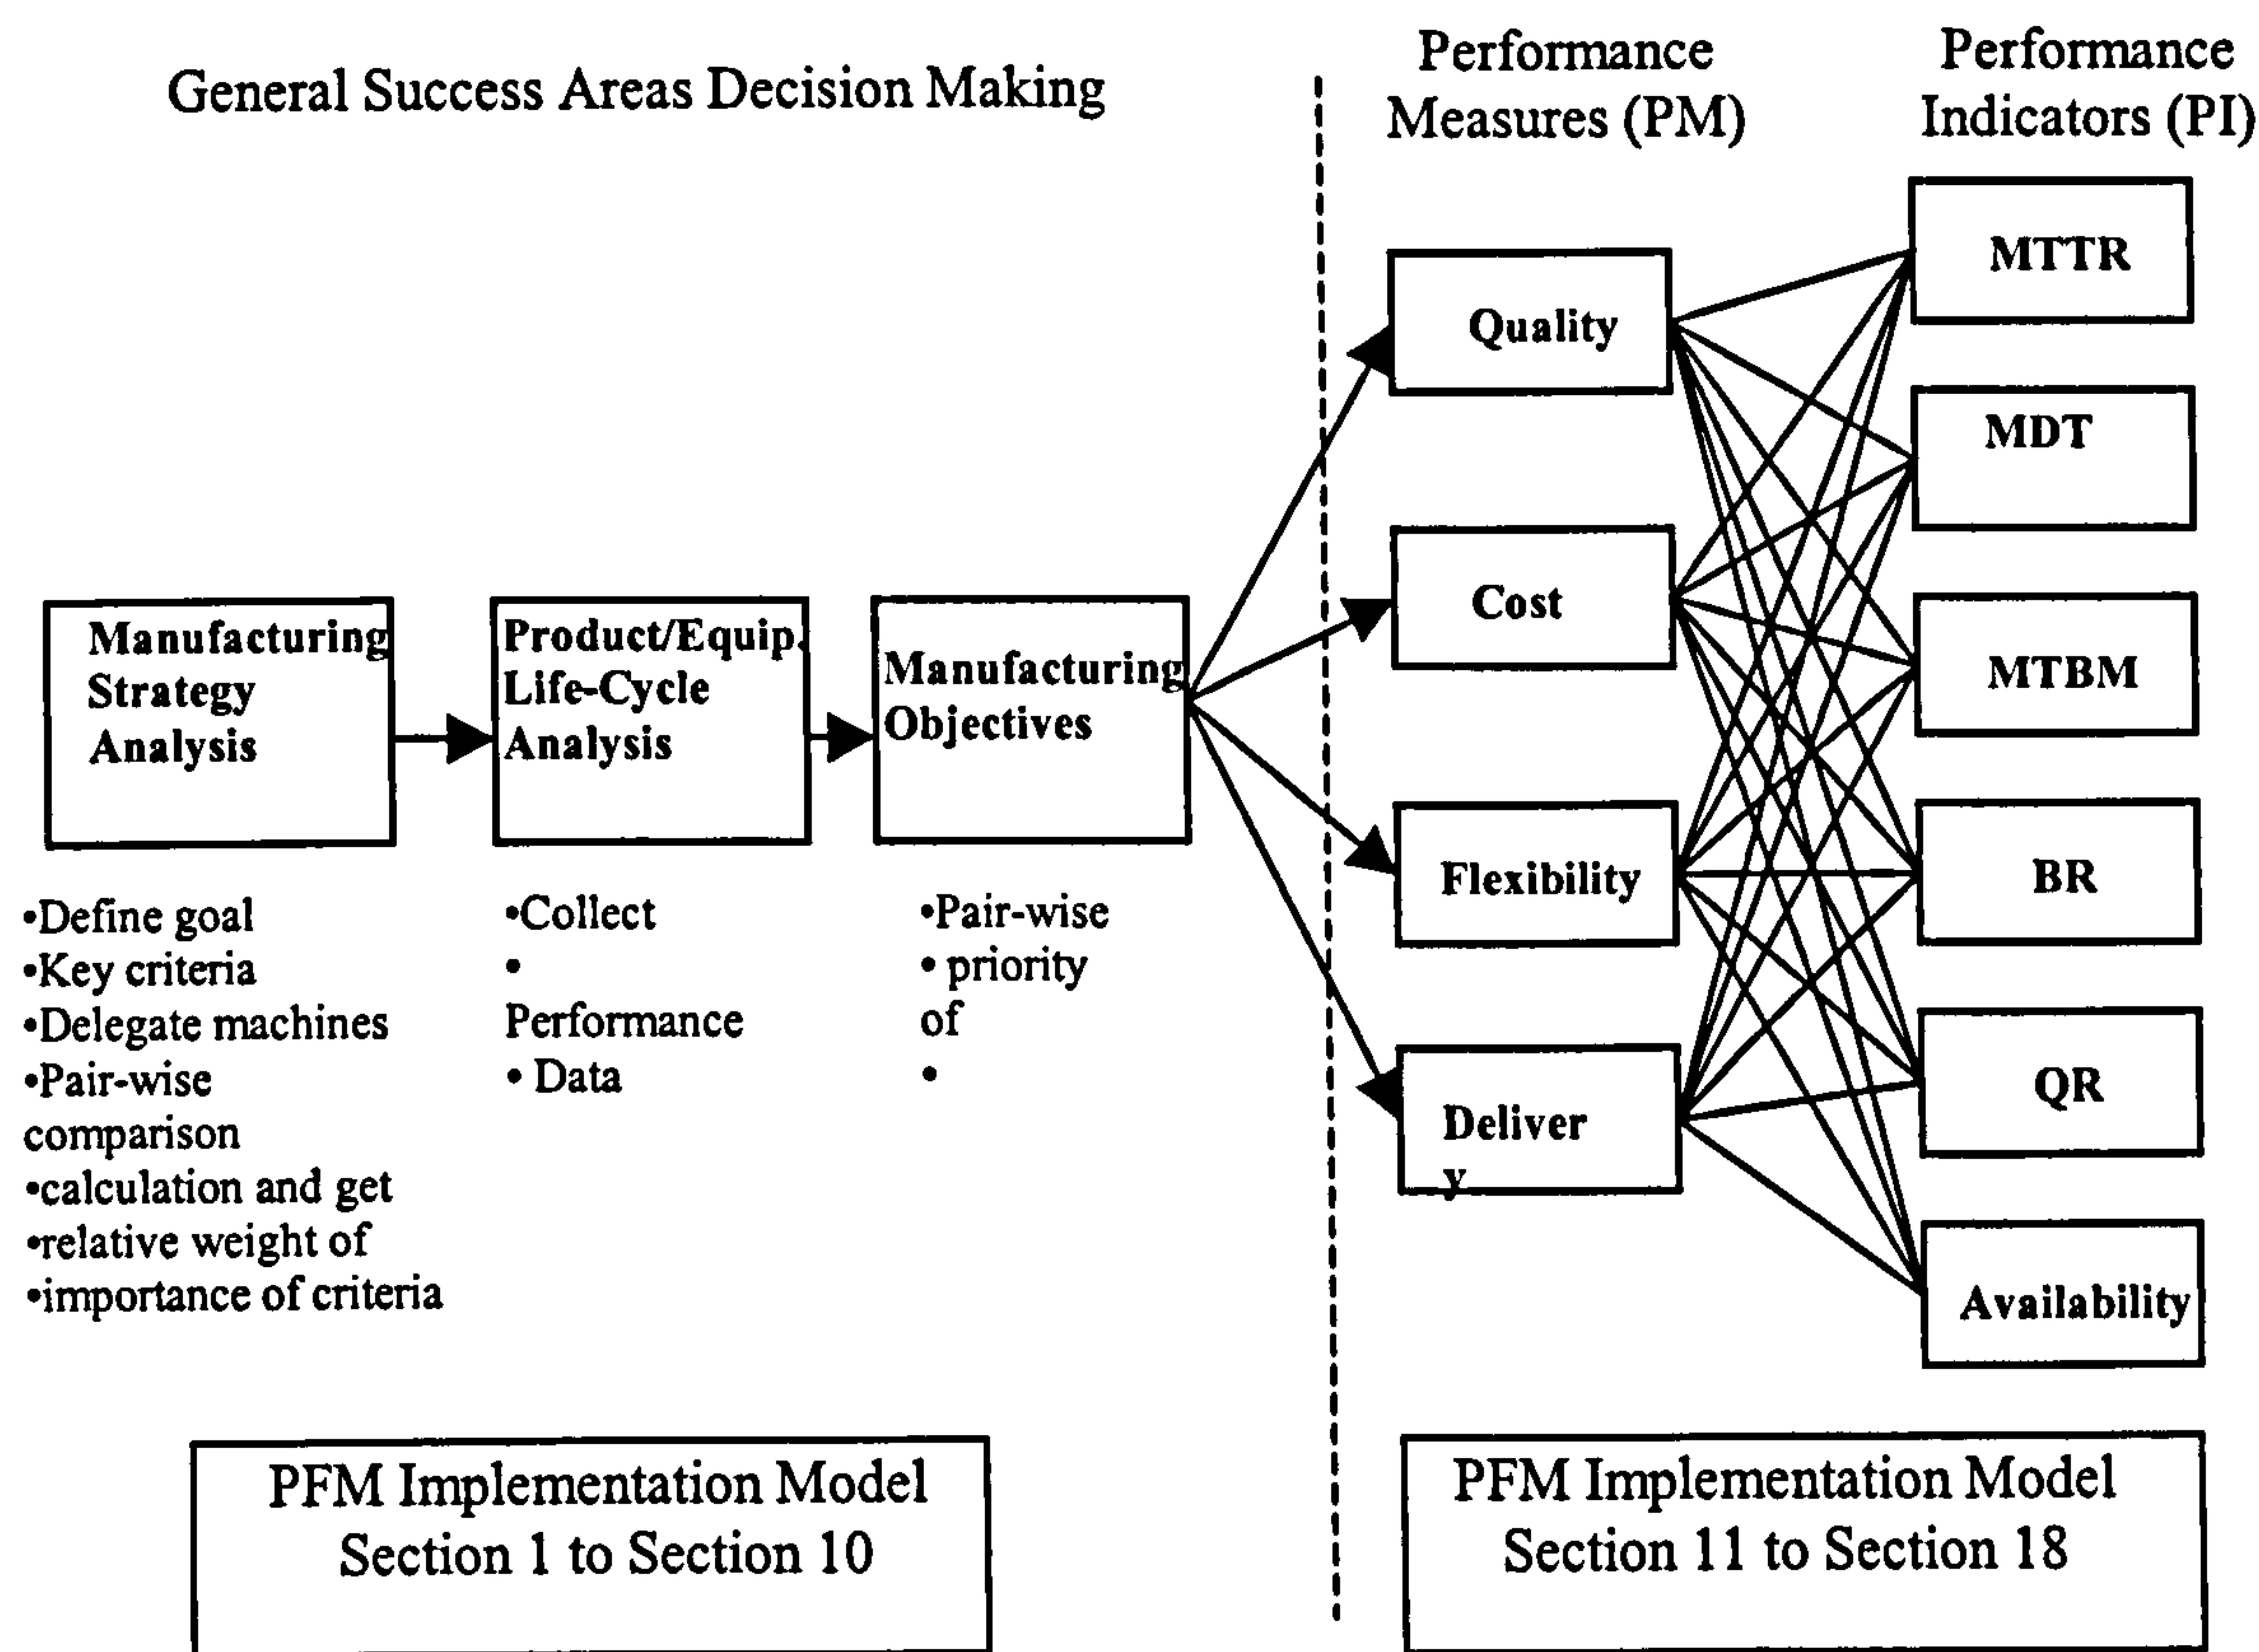 General Success Areas Decision Making
Performance
Measures (PM)
Performance
Indicators (PI)
Manufacturing
Strategy
Analysis
Product/Equip.
Life-Cycle
Analysis
Manufacturing
Objectives
Quality
Cost
Flexibility
Deliver
y
MTTR
MDT
MTBM
BR
QR
Availability
•Define goal
•Key criteria
•Delegate machines
•Pair-wise
comparison
•calculation and get
•relative weight of
•importance of criteria
•Collect
•
Performance
• Data
•Pair-wise
• priority
of
•
PFM Implementation Model
Section 1 to Section 10
PFM Implementation Model
Section 11 to Section 18